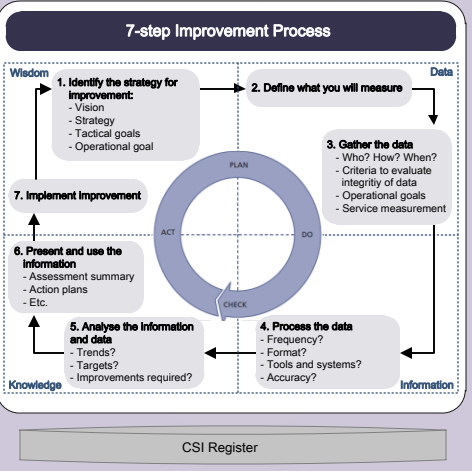 7-step Improvement Process
Wisdom
Data
1. Identify the strategy for
improvement:
- Vision
- Strategy
- Tactical goals
- Operational goal
2. Define what you will measure
3. Gather the data
- Who? How? When?
- Criteria to evaluate
integritiy of data
- Operational goals
- Service measurement
PLAN
7. Implement improvement
ACT
DO
6. Present and use the
information
- Assessment summary
- Action plans
- Etc.
CHECK
5. Analyse the information
and data
- Trends?
- Targets?
- Improvements required?
4. Process the data
- Frequency?
- Format?
- Tools and systems?
- Accuracy?
Knowledge
Information
CSI Register